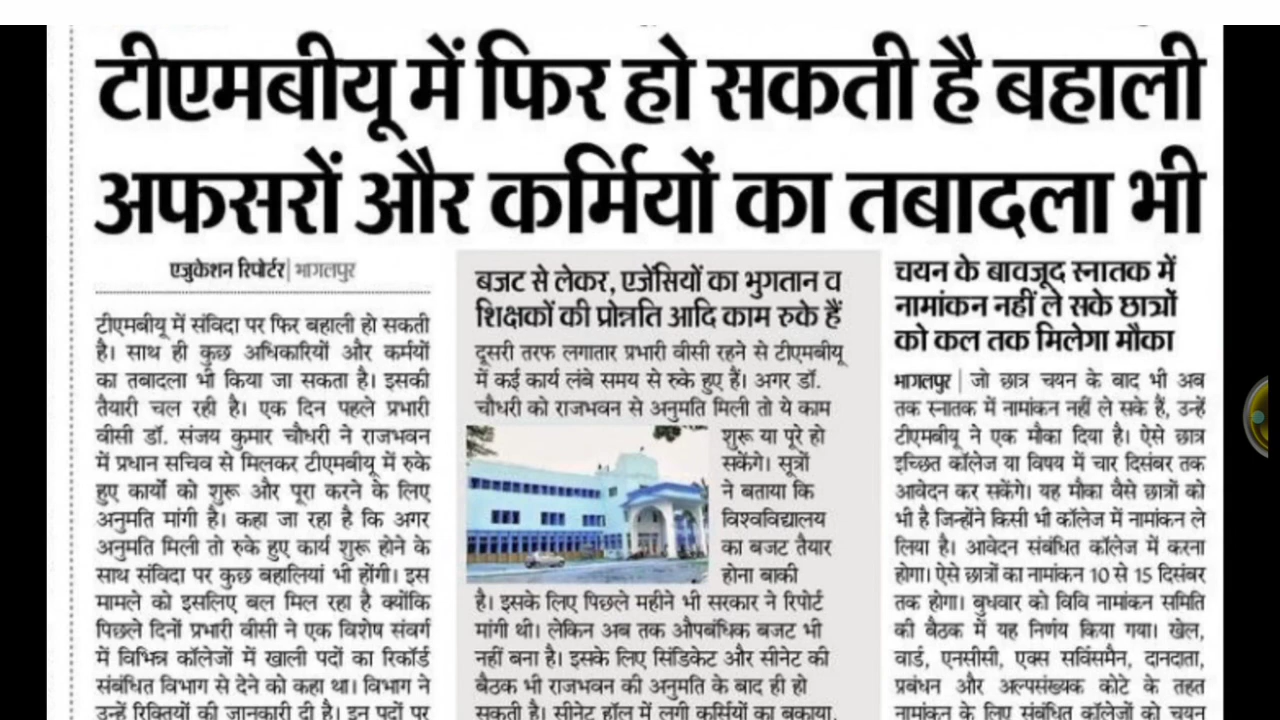 टीएमबीयू में फिर हो सकती है बहाली
अफसरों और कर्मियों का तबादला भी
एजुकेशन रिपोर्टर| भागलपुर
टीएमबीयू में संविदा पर फिर बहाली हो सकती
है। साथ ही कुछ अधिकारियों और कर्मयों
का तबादला भी किया जा सकता है। इसकी
तैयारी चल रही है। एक दिन पहले प्रभारी
वीसी डॉ. संजय कुमार चौधरी ने राजभवन
में प्रधान सचिव से मिलकर टीएमबीयू में रुके
हुए कार्यों को शुरू और पूरा करने के लिए
अनुमति मांगी है। कहा जा रहा है कि अगर
अनुमति मिली तो रुके हुए कार्य शुरू होने के
साथ संविदा पर कुछ बहालियां भी होंगी। इस
मामले को इसलिए बल मिल रहा है क्योंकि
पिछले दिनों प्रभारी वीसी ने एक विशेष संवर्ग
में विभिन्न कॉलेजों में खाली पदों का रिकॉर्ड
संबंधित विभाग से देने को कहा था। विभाग ने
उन्हें रिक्तियों की जानकारी दी है। इन पदों पर
बजट से लेकर, एजेंसियों का भुगतान व
शिक्षकों की प्रोन्नति आदि काम रुके हैं
दूसरी तरफ लगातार प्रभारी वीसी रहने से टीएमबीयू
में कई कार्य लंबे समय से रुके हुए हैं। अगर डॉ.
चौधरी को राजभवन से अनुमति मिली तो ये काम
शुरू या पूरे हो
सकेंगे। सूत्रों
ने बताया कि
विश्वविद्यालय
का बजट तैयार
होना बाकी
है। इसके लिए पिछले महीने भी सरकार ने रिपोर्ट
मांगी थी। लेकिन अब तक औपबंधिक बजट भी
नहीं बना है। इसके लिए सिंडिकेट और सीनेट की
बैठक भी राजभवन की अनुमति के बाद ही हो
सकती है। सीनेट हॉल में लगी कुर्सियों का बकाया,
चयन के बावजूद स्नातक में
नामांकन नहीं ले सके छात्रों
को कल तक मिलेगा मौका
भागलपुर | जो छात्र चयन के बाद भी अब
तक स्नातक में नामांकन नहीं ले सके हैं, उन्हें
टीएमबीयू ने एक मौका दिया है। ऐसे छात्र
इच्छित कॉलेज या विषय में चार दिसंबर तक
आवेदन कर सकेंगे। यह मौका वैसे छात्रों को
भी है जिन्होंने किसी भी कॉलेज में नामांकन ले
लिया है। आवेदन संबंधित कॉलेज में करना
होगा। ऐसे छात्रों का नामांकन 10 से 15 दिसंबर
तक होगा। बुधवार को विवि नामांकन समिति
की बैठक में यह निर्णय किया गया। खेल,
वार्ड, एनसीसी, एक्स सर्विसमैन, दानदाता,
प्रबंधन और अल्पसंख्यक कोटे के तहत
नामांकन के लिए संबंधित कॉलेजों को चयन